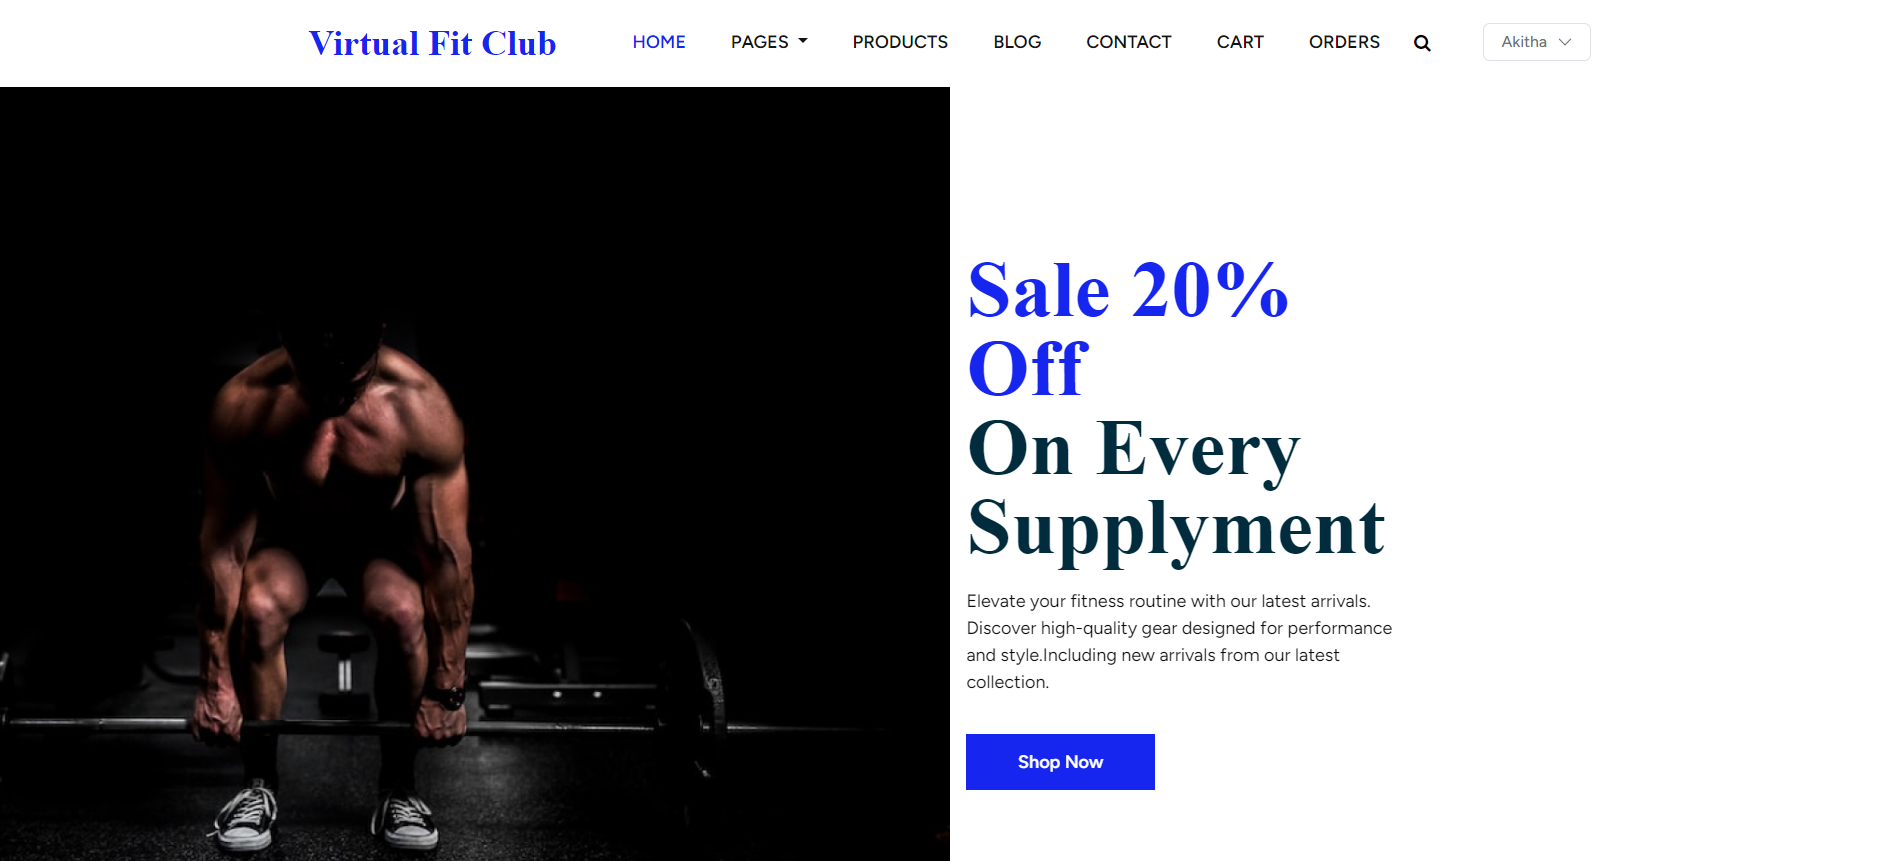 Virtual Fit Club HOME PAGES PRODUCTS BLOG CONTACT CART ORDERS Akitha
Sale 20%
Off
On Every
Supplyment
Elevate your fitness routine with our latest arrivals.
Discover high-quality gear designed for performance
and style.Including new arrivals from our latest
collection.
Shop Now